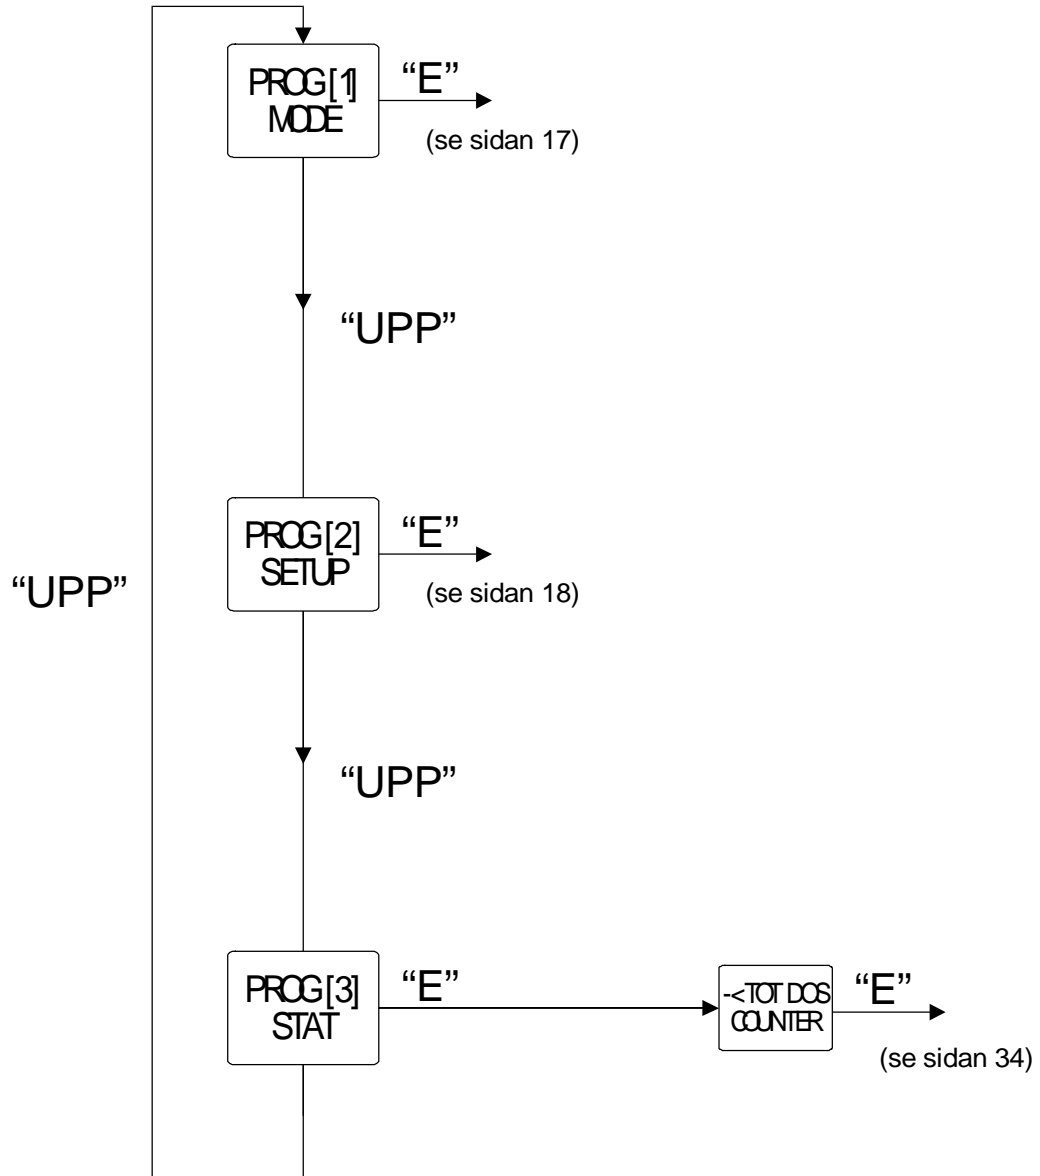 PROG[1]
MODE
“E”
(se sidan 17)
“UPP”
PROG[2]
SETUP
“E”
(se sidan 18)
“UPP”
“UPP”
PROG[3]
STAT
“E”
-<TOT DOS
COUNTER
“E”
(se sidan 34)